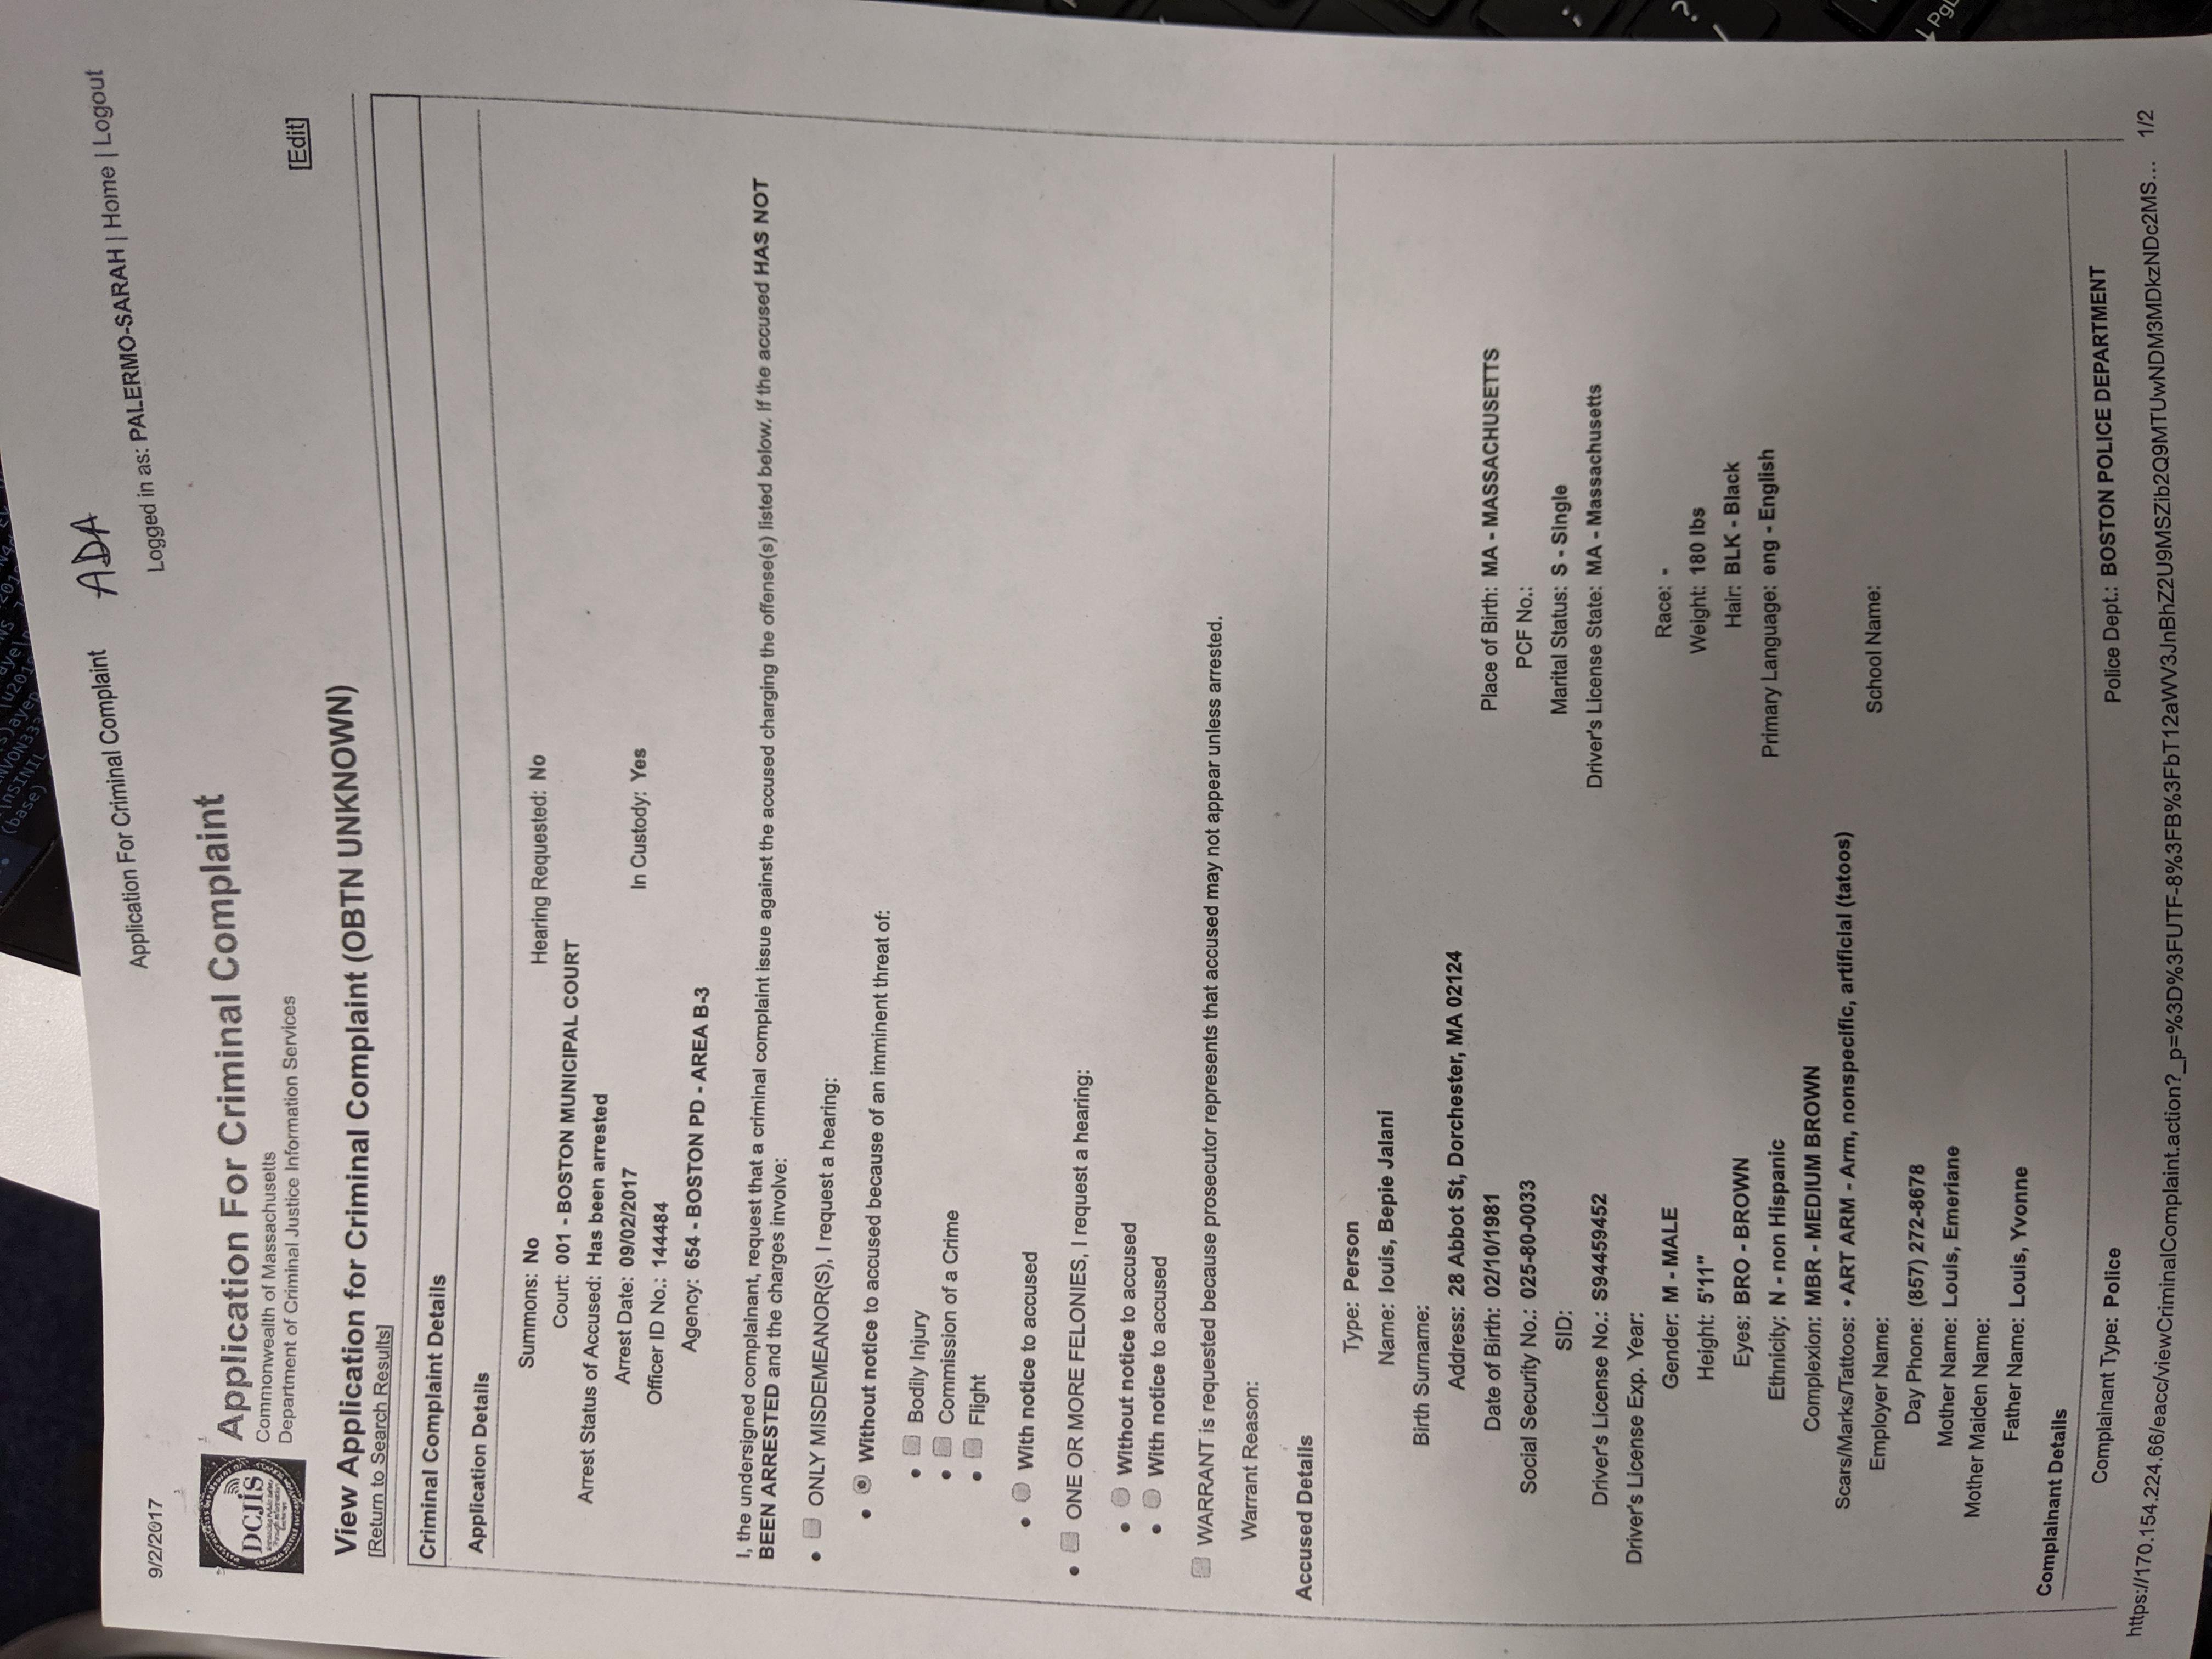 9/2/2017
Application For Criminal Complaint
ADA
Logged in as: PALERMO-SARAH | Home | Logout
DCJIS
Application For Criminal Complaint
Commonwealth of Massachusetts
Department of Criminal Justice Information Services
[Edit]
View Application for Criminal Complaint (OBTN UNKNOWN)
[Return to Search Results]
Criminal Complaint Details
Application Details
Summons: No
Hearing Requested: No
Court: 001 - BOSTON MUNICIPAL COURT
Arrest Status of Accused: Has been arrested
Arrest Date: 09/02/2017
In Custody: Yes
Officer ID No.: 144484
Agency: 654 - BOSTON PD - AREA B-3
I, the undersigned complainant, request that a criminal complaint issue against the accused charging the offense(s) listed below. If the accused HAS NOT
BEEN ARRESTED and the charges involve:
• ONLY MISDEMEANOR(S), I request a hearing:
• Without notice to accused because of an imminent threat of:
• Bodily Injury
• Commission of a Crime
• Flight
• With notice to accused
• ONE OR MORE FELONIES, I request a hearing:
• Without notice to accused
• With notice to accused
WARRANT is requested because prosecutor represents that accused may not appear unless arrested.
Warrant Reason:
Accused Details
Type: Person
Name: louis, Bepie Jalani
Birth Surname:
Address: 28 Abbot St, Dorchester, MA 02124
Date of Birth: 02/10/1981
Place of Birth: MA - MASSACHUSETTS
Social Security No.: 025-80-0033
PCF No.:
SID:
Marital Status: S - Single
Driver's License No.: S94459452
Driver's License State: MA - Massachusetts
Driver's License Exp. Year:
Gender: M - MALE
Race: -
Height: 5'11"
Weight: 180 lbs
Eyes: BRO - BROWN
Hair: BLK - Black
Ethnicity: N - non Hispanic
Primary Language: eng - English
Complexion: MBR - MEDIUM BROWN
Scars/Marks/Tattoos: • ART ARM - Arm, nonspecific, artificial (tatoos)
Employer Name:
School Name:
Day Phone: (857) 272-8678
Mother Name: Louis, Emeriane
Mother Maiden Name:
Father Name: Louis, Yvonne
Complainant Details
Complainant Type: Police
Police Dept.: BOSTON POLICE DEPARTMENT
https://170.154.224.66/eacc/viewCriminalComplaint.action?_p=%3D%3FUTF-8%3FB%3FbT12aWV3JnBhZ2U9MSZib2Q9MTUwNDM3MDkzNDc2MS... 1/2